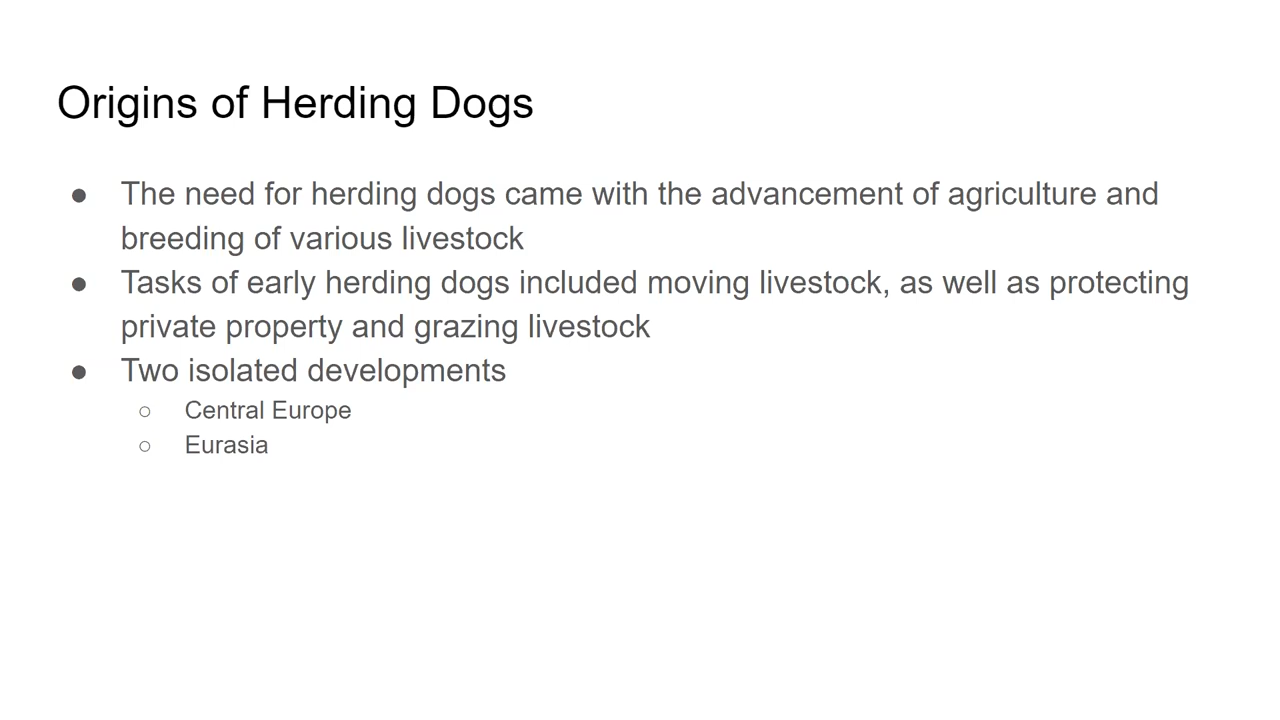 Origins of Herding Dogs
● The need for herding dogs came with the advancement of agriculture and
breeding of various livestock
● Tasks of early herding dogs included moving livestock, as well as protecting
private property and grazing livestock
● Two isolated developments
○ Central Europe
○ Eurasia